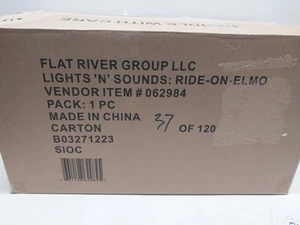 FLAT RIVER GROUP LLC
LIGHTS 'N' SOUNDS: RIDE-ON-ELMO
VENDOR ITEM # 062984
PACK: 1 PC
MADE IN CHINA
CARTON 37 OF 120
B03271223
SIOC